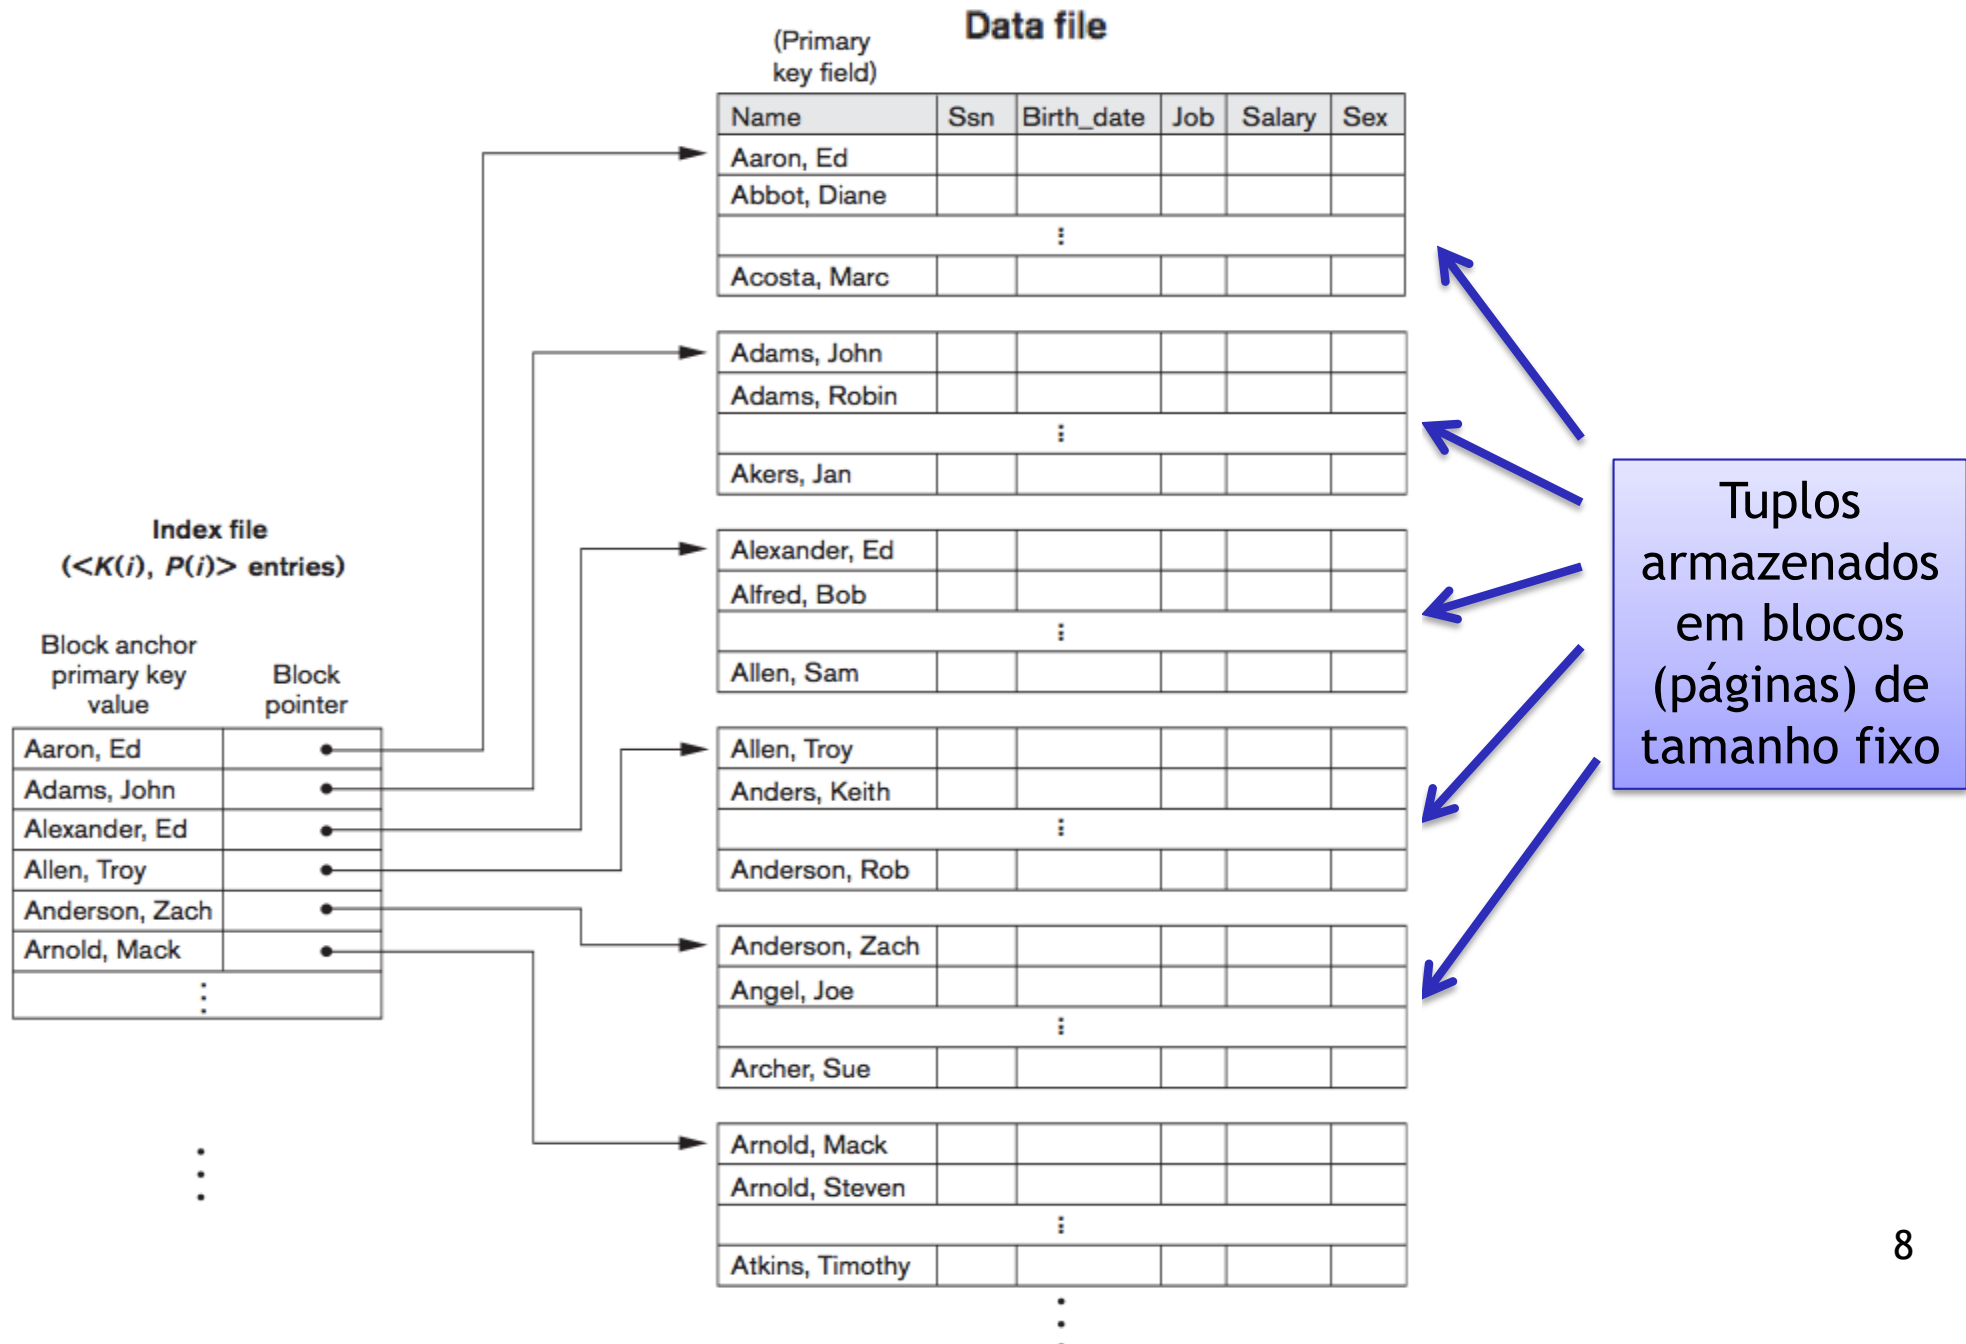 Data file
(Primary
key field)
Name Ssn Birth_date Job Salary Sex
Aaron, Ed
Abbot, Diane
⋮
Acosta, Marc
Adams, John
Adams, Robin
⋮
Akers, Jan
Alexander, Ed
Alfred, Bob
⋮
Allen, Sam
Allen, Troy
Anders, Keith
⋮
Anderson, Rob
Anderson, Zach
Angel, Joe
⋮
Archer, Sue
Arnold, Mack
Arnold, Steven
⋮
Atkins, Timothy
⋮
Index file
(<K(i), P(i)> entries)
Block anchor
primary key
value
Block
pointer
Aaron, Ed
Adams, John
Alexander, Ed
Allen, Troy
Anderson, Zach
Arnold, Mack
⋮
⋮
Tuplos
armazenados
em blocos
(páginas) de
tamanho fixo
8